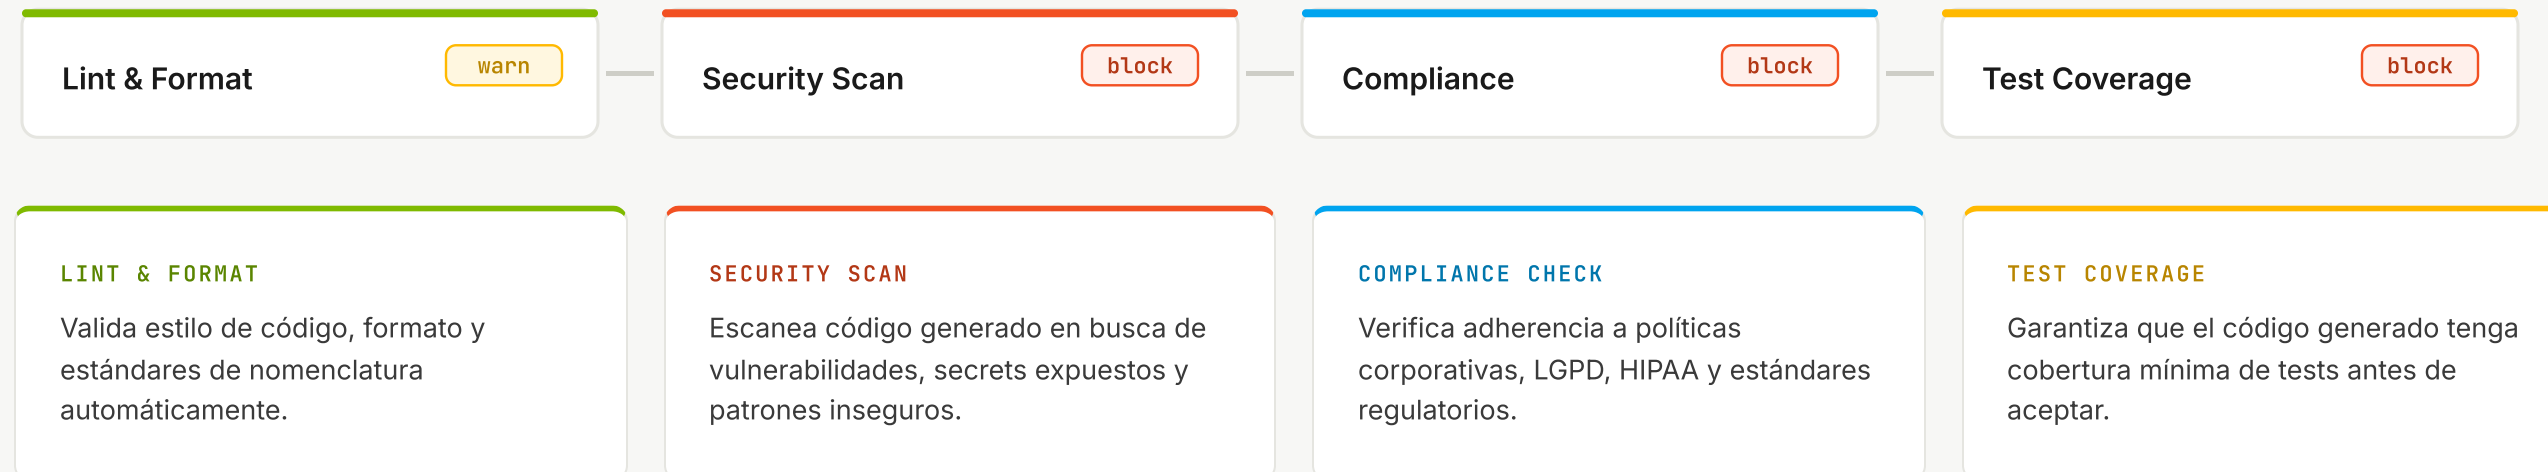 Lint & Format
warn
Security Scan
block
Compliance
block
Test Coverage
block
LINT & FORMAT
Valida estilo de código, formato y
estándares de nomenclatura
automáticamente.
SECURITY SCAN
Escanea código generado en busca de
vulnerabilidades, secrets expuestos y
patrones inseguros.
COMPLIANCE CHECK
Verifica adherencia a políticas
corporativas, LGPD, HIPAA y estándares
regulatorios.
TEST COVERAGE
Garantiza que el código generado tenga
cobertura mínima de tests antes de
aceptar.